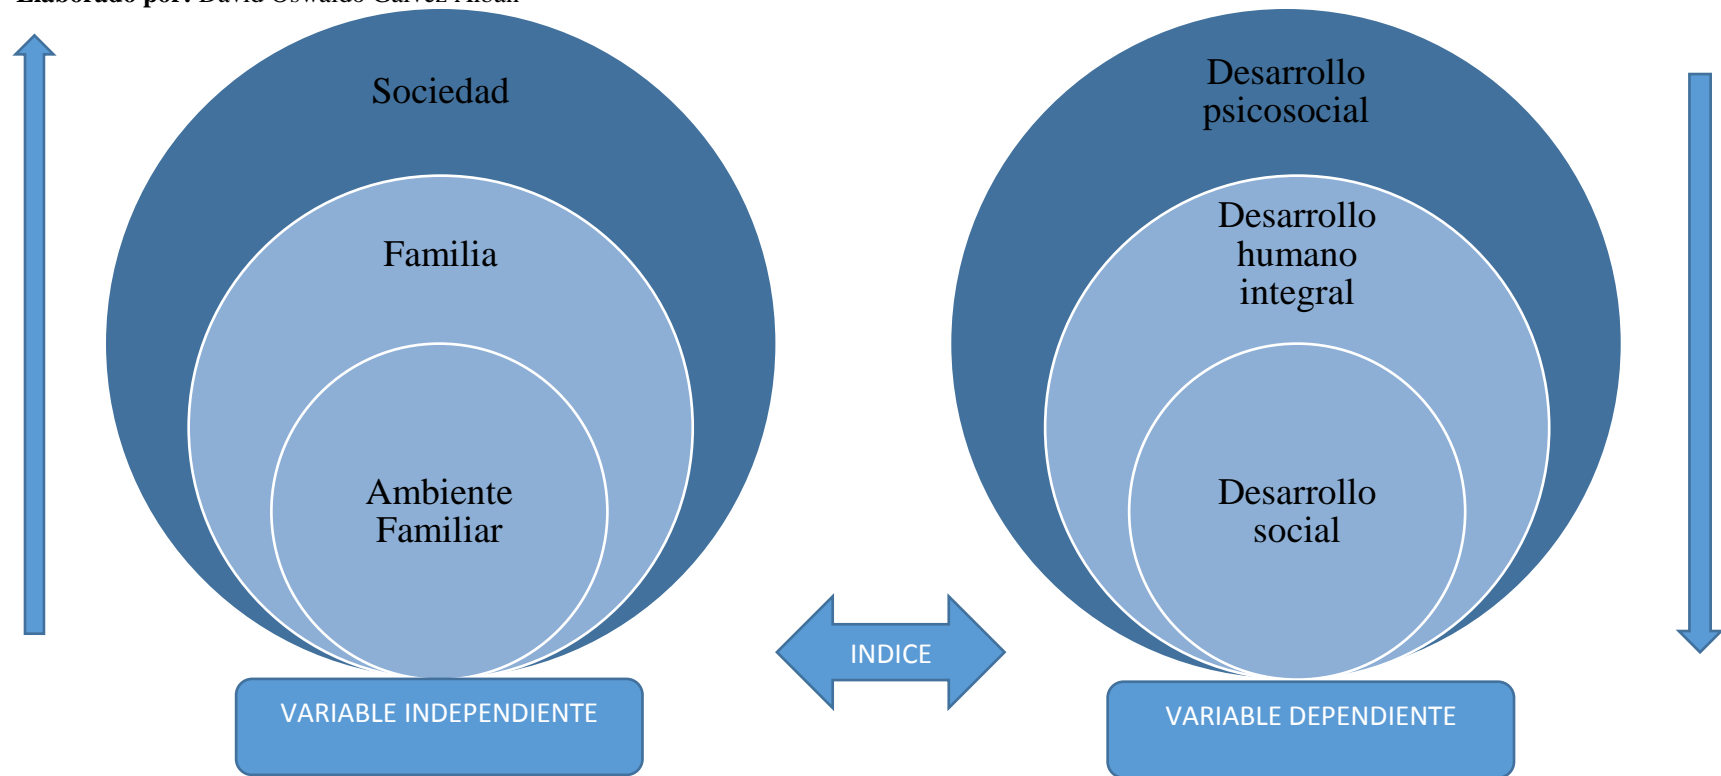 Sociedad
Familia
Ambiente
Familiar
VARIABLE INDEPENDIENTE
INDICE
Desarrollo
psicosocial
Desarrollo
humano
integral
Desarrollo
social
VARIABLE DEPENDIENTE